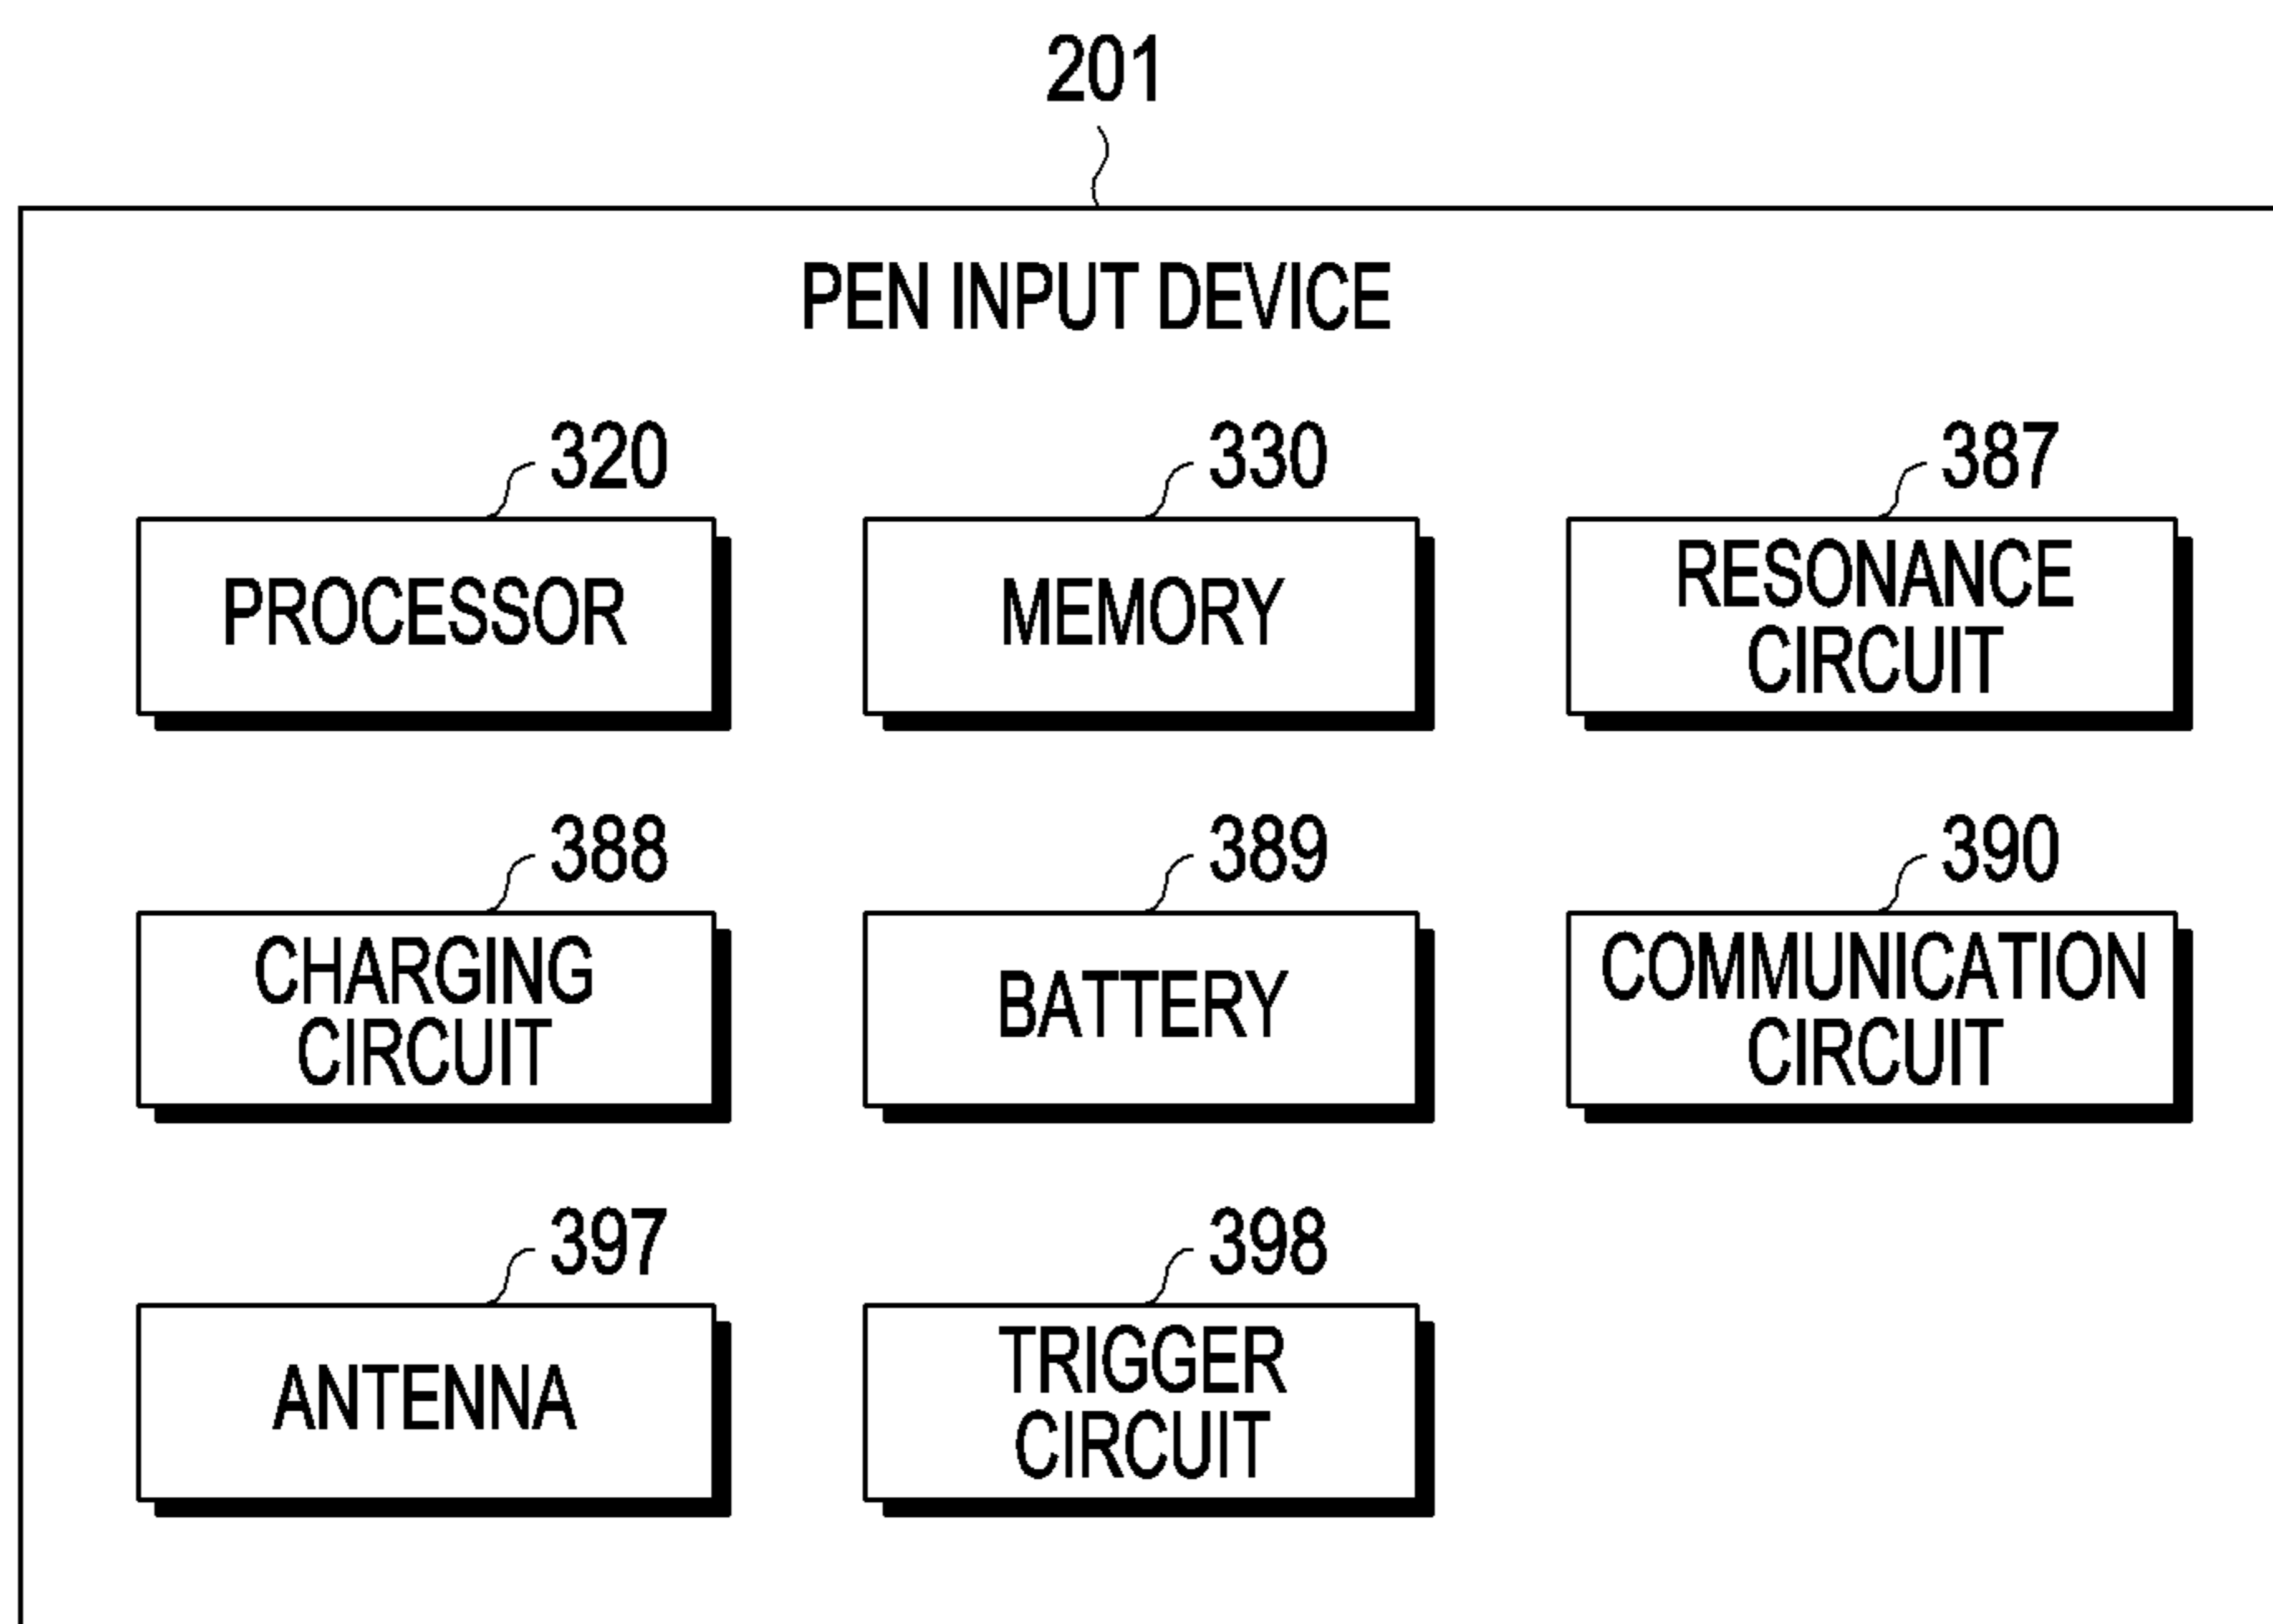 201
PEN INPUT DEVICE
320
330
387
PROCESSOR
MEMORY
RESONANCE
CIRCUIT
388
389
390
CHARGING
CIRCUIT
BATTERY
COMMUNICATION
CIRCUIT
397
398
ANTENNA
TRIGGER
CIRCUIT